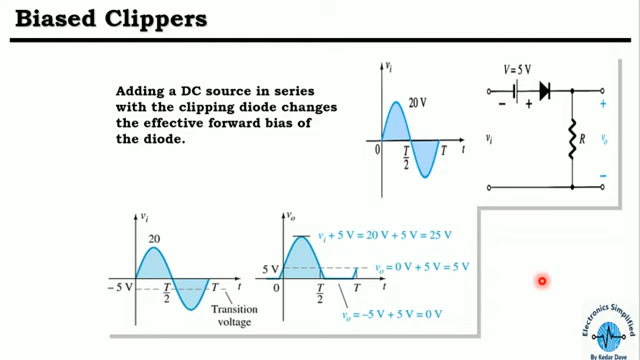 Biased Clippers
Adding a DC source in series
with the clipping diode changes
the effective forward bias of
the diode.
vi
20 V
0
T/2
T
t
V = 5 V
−
+
+
vi
R
vo
−
vi
20
−5 V
T/2
T
t
Transition
voltage
vo
vi + 5 V = 20 V + 5 V = 25 V
5 V
vo = 0 V + 5 V = 5 V
0
T/2
T
t
vo = −5 V + 5 V = 0 V
Electronics Simplified
By Kedar Dave